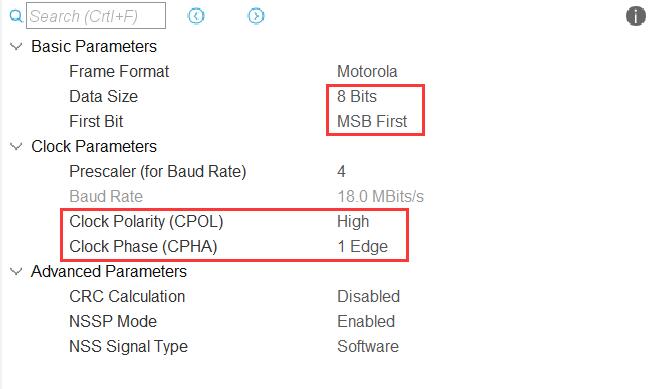 Search (Crtl+F)
Basic Parameters
Frame Format Motorola
Data Size 8 Bits
First Bit MSB First
Clock Parameters
Prescaler (for Baud Rate) 4
Baud Rate 18.0 MBits/s
Clock Polarity (CPOL) High
Clock Phase (CPHA) 1 Edge
Advanced Parameters
CRC Calculation Disabled
NSSP Mode Enabled
NSS Signal Type Software